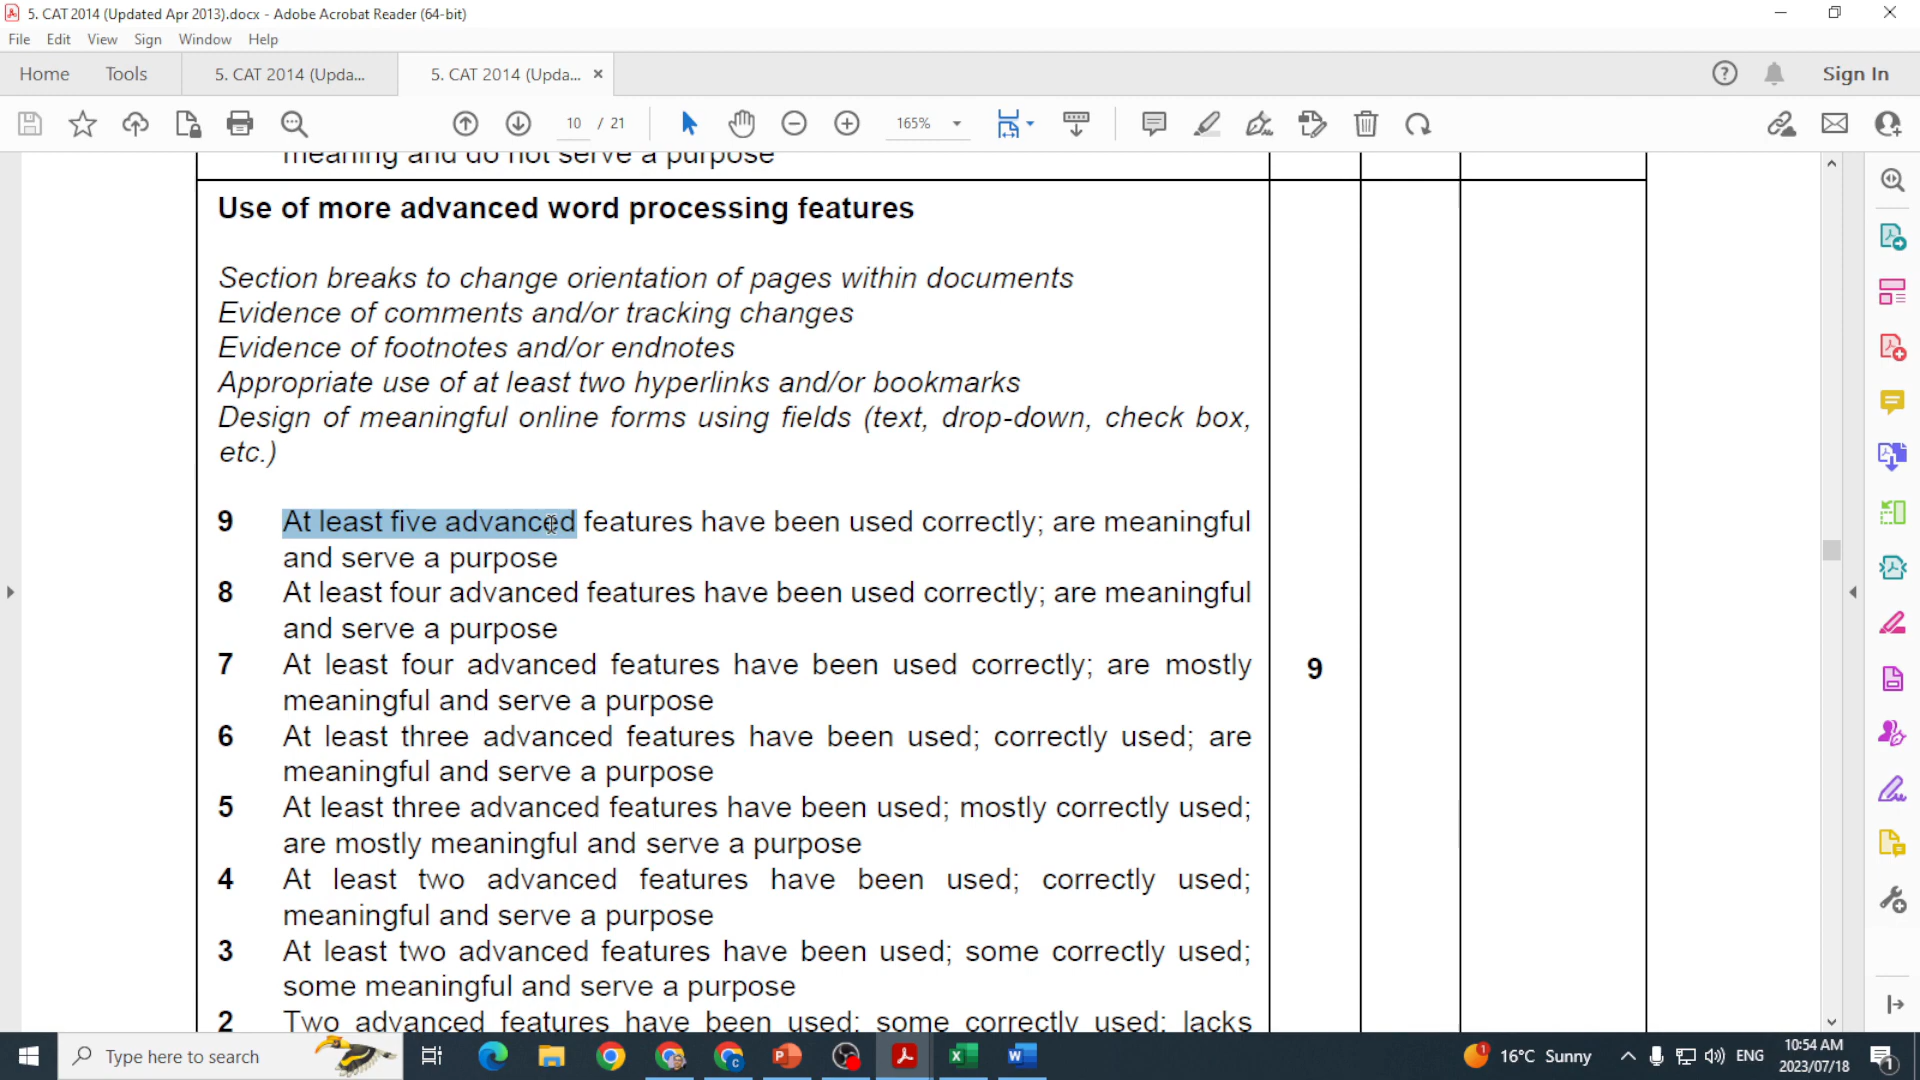 5. CAT 2014 (Updated Apr 2013).docx - Adobe Acrobat Reader (64-bit)
File Edit View Sign Window Help
Home Tools 5. CAT 2014 (Upda... 5. CAT 2014 (Upda... × Sign In
10 / 21 165%
meaning and do not serve a purpose
Use of more advanced word processing features
Section breaks to change orientation of pages within documents
Evidence of comments and/or tracking changes
Evidence of footnotes and/or endnotes
Appropriate use of at least two hyperlinks and/or bookmarks
Design of meaningful online forms using fields (text, drop-down, check box,
etc.)
9 At least five advanced features have been used correctly; are meaningful
and serve a purpose
8 At least four advanced features have been used correctly; are meaningful
and serve a purpose
7 At least four advanced features have been used correctly; are mostly
meaningful and serve a purpose
9
6 At least three advanced features have been used; correctly used; are
meaningful and serve a purpose
5 At least three advanced features have been used; mostly correctly used;
are mostly meaningful and serve a purpose
4 At least two advanced features have been used; correctly used;
meaningful and serve a purpose
3 At least two advanced features have been used; some correctly used;
some meaningful and serve a purpose
2 Two advanced features have been used; some correctly used; lacks
Type here to search
1 16°C Sunny ENG 10:54 AM
2023/07/18 1